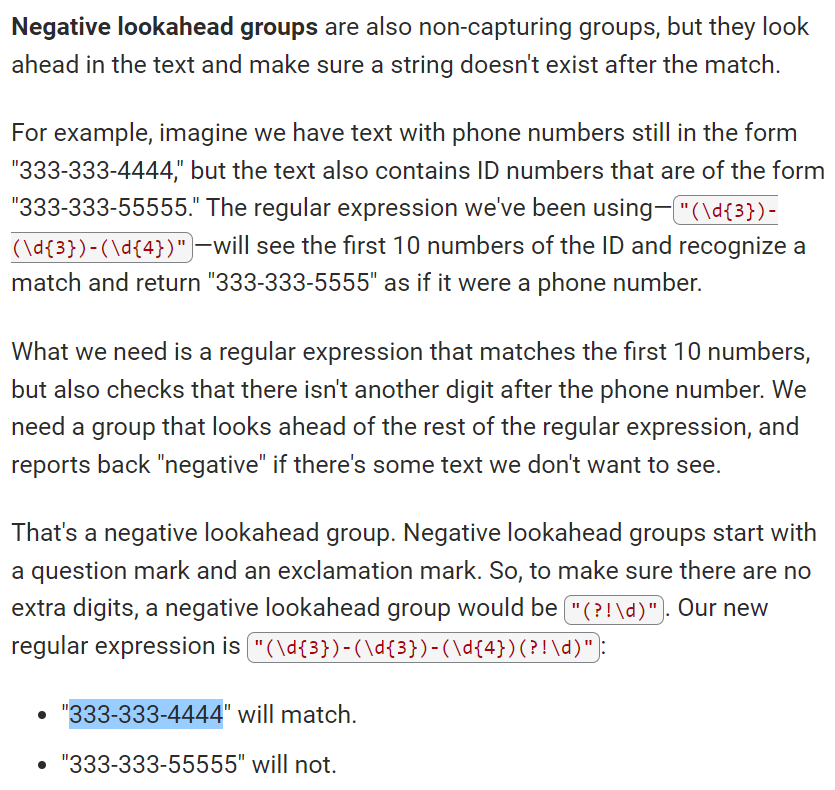 Negative lookahead groups are also non-capturing groups, but they look
ahead in the text and make sure a string doesn't exist after the match.
For example, imagine we have text with phone numbers still in the form
"333-333-4444," but the text also contains ID numbers that are of the form
"333-333-55555." The regular expression we've been using—"(\d{3})-
(\d{3})-(\d{4})"—will see the first 10 numbers of the ID and recognize a
match and return "333-333-5555" as if it were a phone number.
What we need is a regular expression that matches the first 10 numbers,
but also checks that there isn't another digit after the phone number. We
need a group that looks ahead of the rest of the regular expression, and
reports back "negative" if there's some text we don't want to see.
That's a negative lookahead group. Negative lookahead groups start with
a question mark and an exclamation mark. So, to make sure there are no
extra digits, a negative lookahead group would be "(?!\d)". Our new
regular expression is "(\d{3})-(\d{3})-(\d{4})(?!\d)":
• "333-333-4444" will match.
• "333-333-55555" will not.